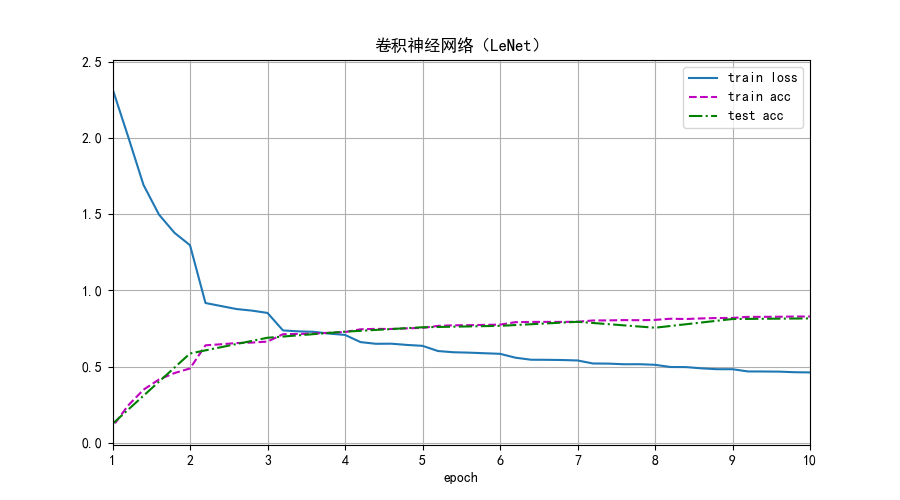 卷积神经网络（LeNet）
2.5
2.0
1.5
1.0
0.5
0.0
train loss
train acc
test acc
1 2 3 4 5 6 7 8 9 10
epoch